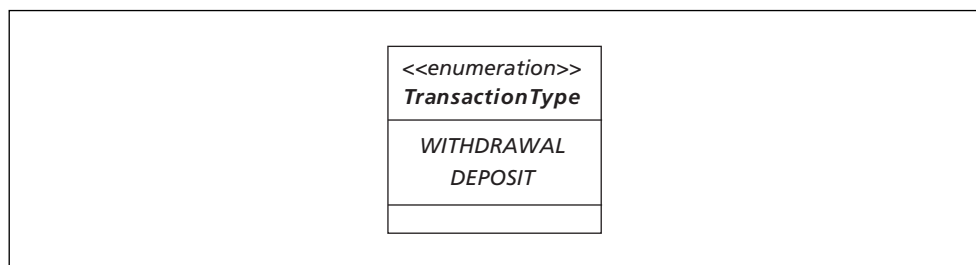 <<enumeration>>
TransactionType
WITHDRAWAL
DEPOSIT